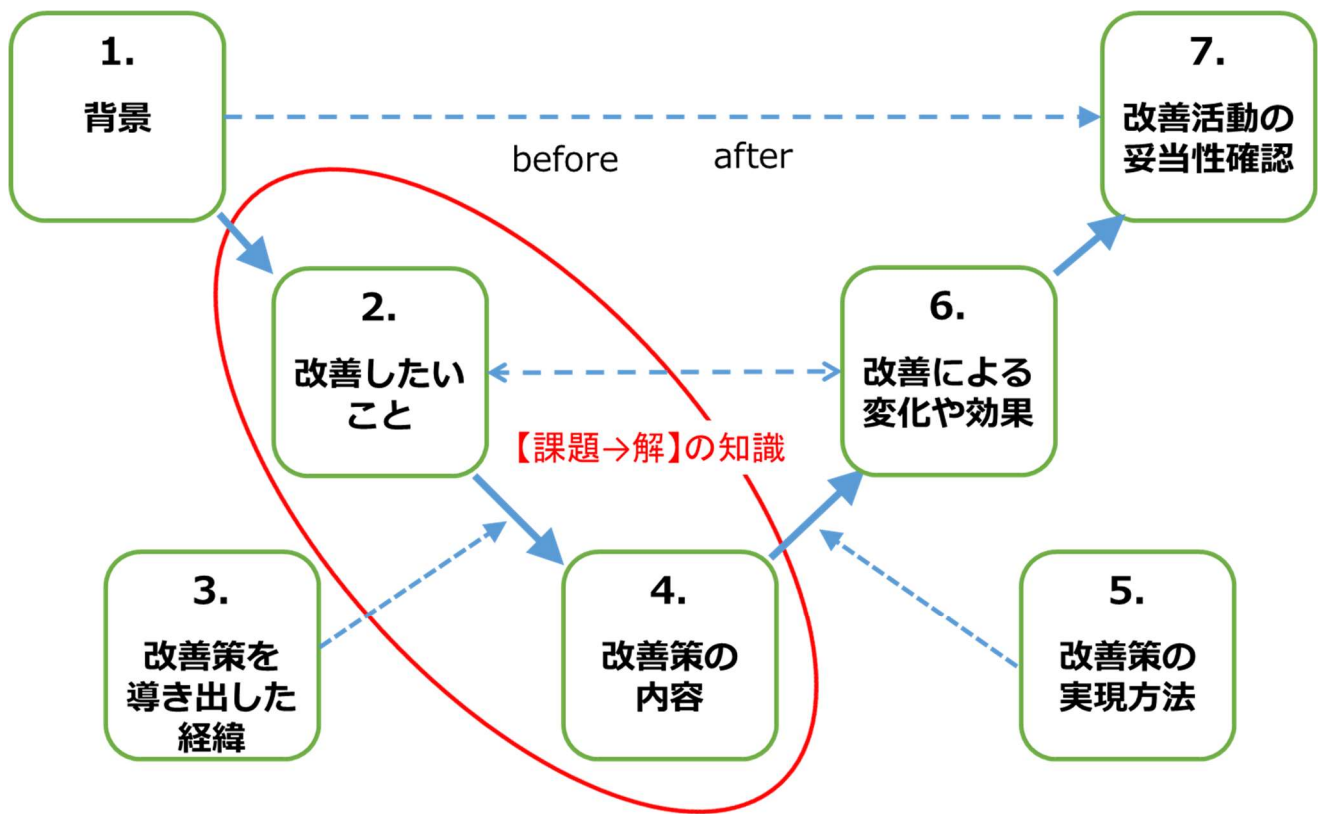 1.
背景
7.
改善活動の
妥当性確認
before
after
2.
改善したい
こと
6.
改善による
変化や効果
【課題→解】の知識
3.
改善策を
導き出した
経緯
4.
改善策の
内容
5.
改善策の
実現方法